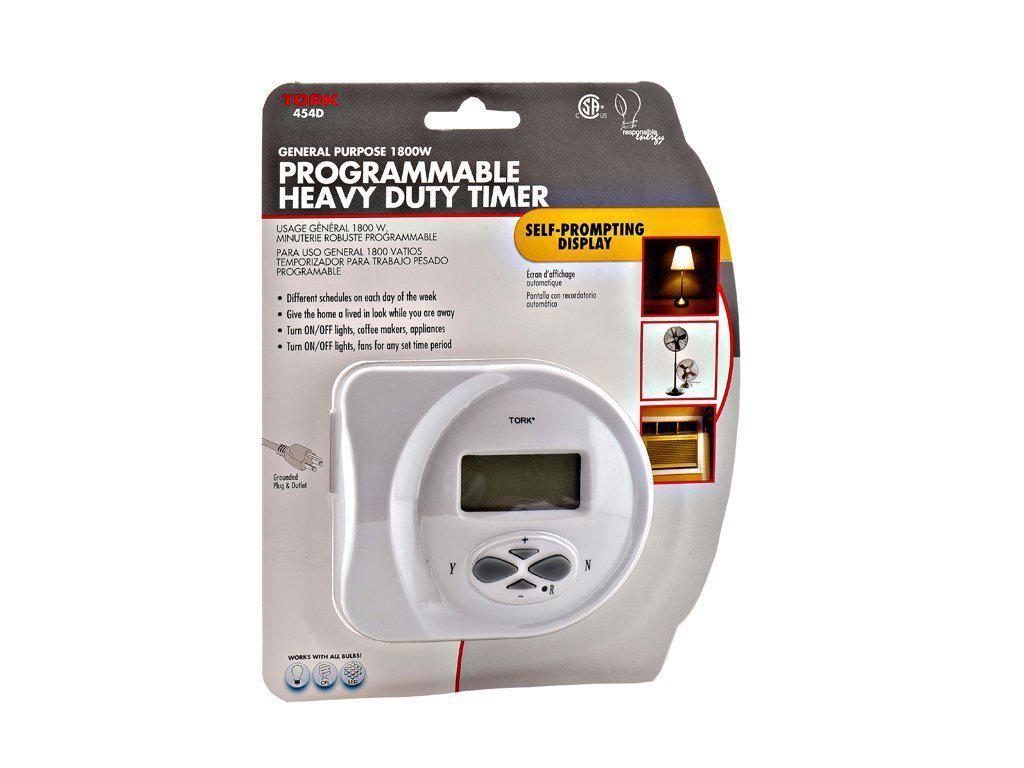 TORK
454D
CSA® US
responsible
energy
GENERAL PURPOSE 1800W
PROGRAMMABLE
HEAVY DUTY TIMER
USAGE GÉNÉRAL 1800 W,
MINUTERIE ROBUSTE PROGRAMMABLE
PARA USO GENERAL 1800 VATIOS
TEMPORIZADOR PARA TRABAJO PESADO
PROGRAMABLE
SELF-PROMPTING
DISPLAY
Écran d'affichage
automatique
Pantalla con recordatorio
automático
• Different schedules on each day of the week
• Give the home a lived in look while you are away
• Turn ON/OFF lights, coffee makers, appliances
• Turn ON/OFF lights, fans for any set time period
TORK®
Grounded
Plug & Outlet
+
Y N
- R
WORKS WITH ALL BULBS!
CFL LED